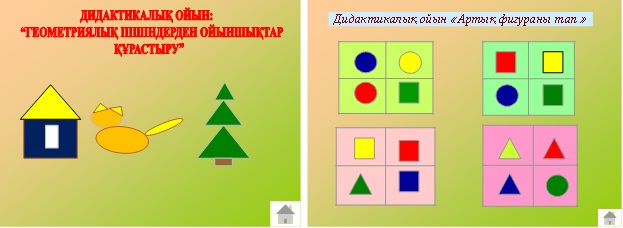 ДИДАКТИКАЛЫҚ ОЙЫН:
“ГЕОМЕТРИЯЛЫҚ ПІШІНДЕРДЕН ОЙЫНШЫҚТАР
ҚҰРАСТЫРУ”
Дидактикалық ойын «Артық фигураны тап »